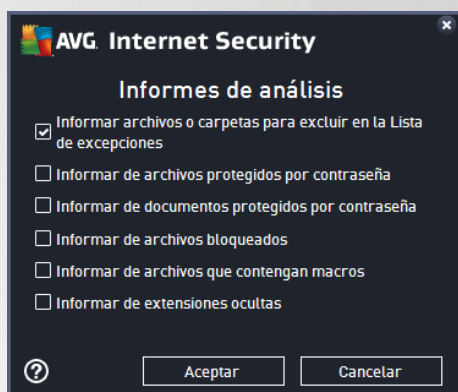 AVG Internet Security
Informes de análisis
Informar archivos o carpetas para excluir en la Lista
de excepciones
Informar de archivos protegidos por contraseña
Informar de documentos protegidos por contraseña
Informar de archivos bloqueados
Informar de archivos que contengan macros
Informar de extensiones ocultas
? Aceptar Cancelar